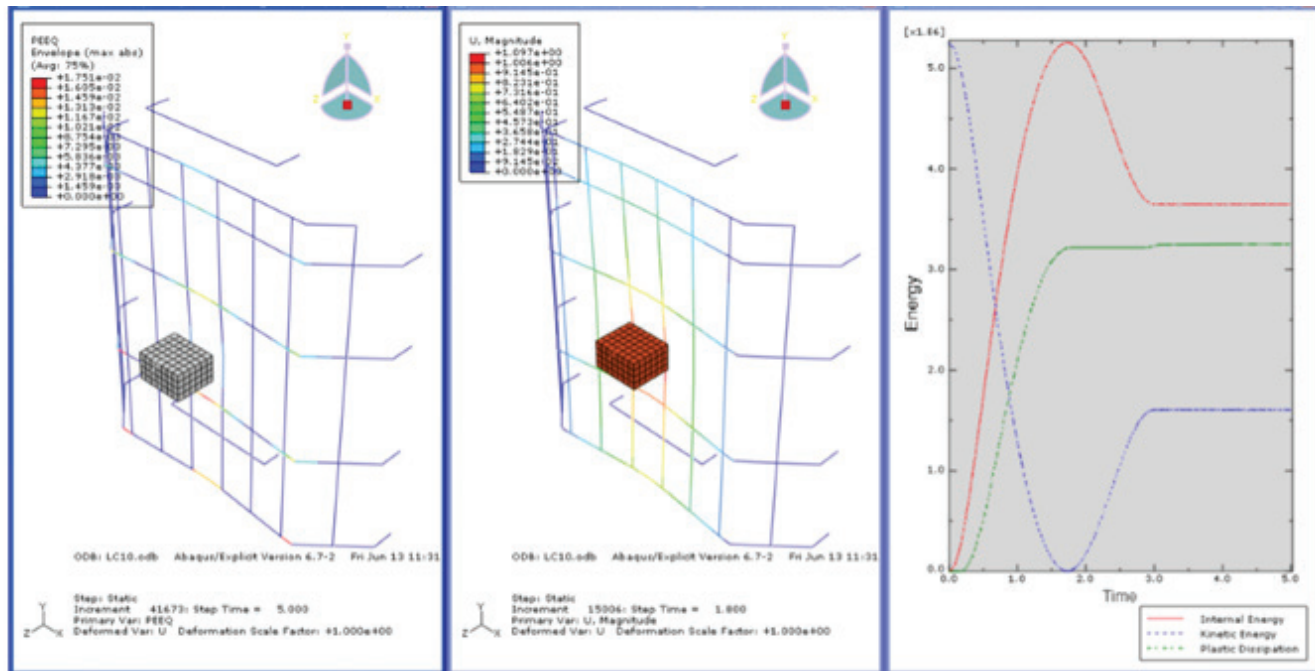 PEEQ
Envelope (max abs)
(Avg: 75%)
+1.751e-02
+1.605e-02
+1.459e-02
+1.313e-02
+1.167e-02
+1.021e-02
+8.754e-03
+7.295e-03
+5.836e-03
+4.377e-03
+2.918e-03
+1.459e-03
+0.000e+00
Y
Z X
ODB: LC10.odb Abaqus/Explicit Version 6.7-2 Fri Jun 13 11:31
Step: Static
Increment 41673: Step Time = 5.000
Primary Var: PEEQ
Deformed Var: U Deformation Scale Factor: +1.000e+00
Y
Z X
U, Magnitude
+1.097e+00
+1.006e+00
+9.145e-01
+8.231e-01
+7.316e-01
+6.402e-01
+5.487e-01
+4.573e-01
+3.658e-01
+2.744e-01
+1.829e-01
+9.145e-02
+0.000e+00
Y
Z X
ODB: LC10.odb Abaqus/Explicit Version 6.7-2 Fri Jun 13 11:31
Step: Static
Increment 15006: Step Time = 1.800
Primary Var: U, Magnitude
Deformed Var: U Deformation Scale Factor: +1.000e+00
Y
Z X
[x1.E6]
5.0
4.0
3.0
2.0
1.0
0.0
Energy
0.0 1.0 2.0 3.0 4.0 5.0
Time
Internal Energy
Kinetic Energy
Plastic Dissipation